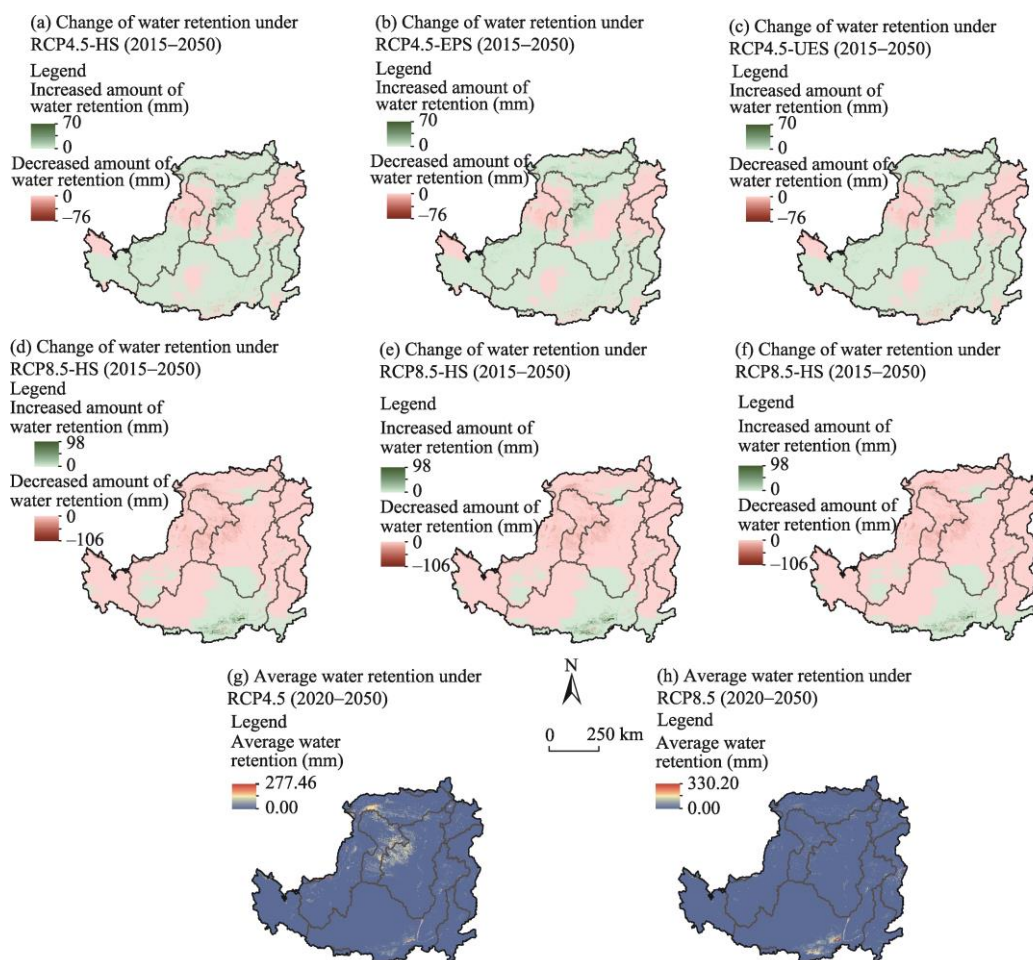 (a) Change of water retention under
RCP4.5-HS (2015–2050)
Legend
Increased amount of
water retention (mm)
70
0
Decreased amount of
water retention (mm)
0
–76
(b) Change of water retention under
RCP4.5-EPS (2015–2050)
Legend
Increased amount of
water retention (mm)
70
0
Decreased amount of
water retention (mm)
0
–76
(c) Change of water retention under
RCP4.5-UES (2015–2050)
Legend
Increased amount of
water retention (mm)
70
0
Decreased amount of
water retention (mm)
0
–76
(d) Change of water retention under
RCP8.5-HS (2015–2050)
Legend
Increased amount of
water retention (mm)
98
0
Decreased amount of
water retention (mm)
0
–106
(e) Change of water retention under
RCP8.5-HS (2015–2050)
Legend
Increased amount of
water retention (mm)
98
0
Decreased amount of
water retention (mm)
0
–106
(f) Change of water retention under
RCP8.5-HS (2015–2050)
Legend
Increased amount of
water retention (mm)
98
0
Decreased amount of
water retention (mm)
0
–106
(g) Average water retention under
RCP4.5 (2020–2050)
Legend
Average water
retention (mm)
277.46
0.00
N
0 250 km
(h) Average water retention under
RCP8.5 (2020–2050)
Legend
Average water
retention (mm)
330.20
0.00